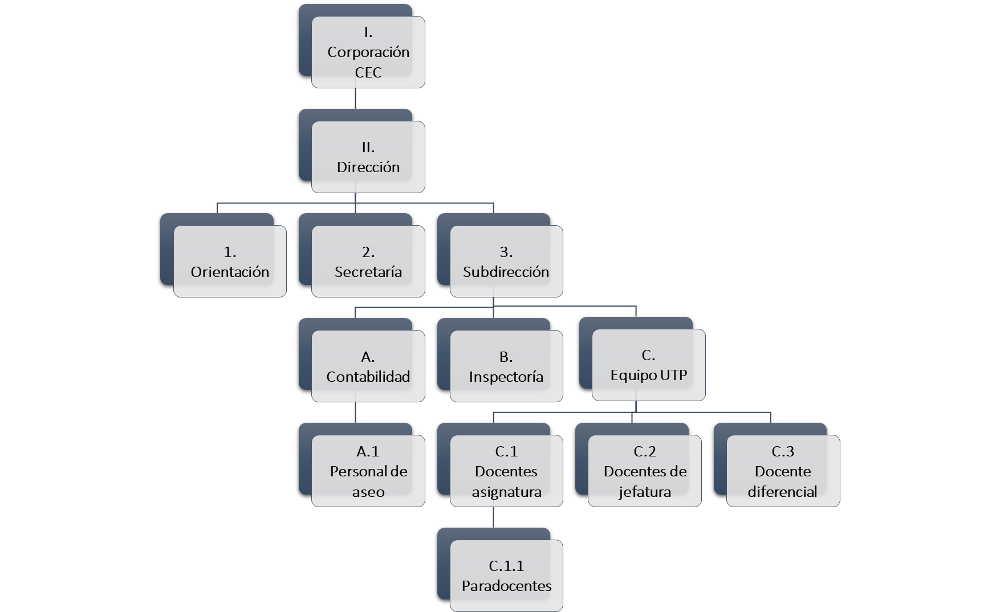 I.
Corporación
CEC
II.
Dirección
1.
Orientación
2.
Secretaría
3.
Subdirección
A.
Contabilidad
B.
Inspectoría
C.
Equipo UTP
A.1
Personal de
aseo
C.1
Docentes
asignatura
C.2
Docentes de
jefatura
C.3
Docente
diferencial
C.1.1
Paradocentes